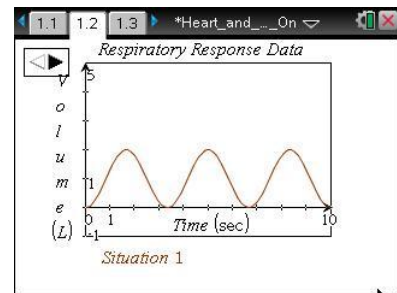 1.1 1.2 1.3 *Heart_and_..._On
Respiratory Response Data
Volume (L)
5
1
0 1 Time (sec) 10
-1
Situation 1